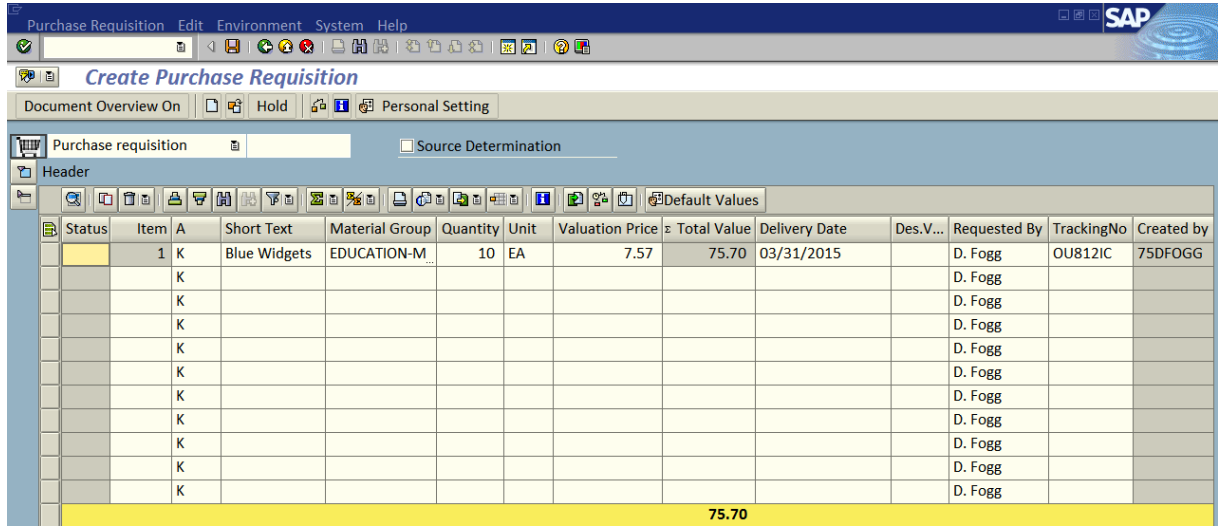 Purchase Requisition Edit Environment System Help
SAP
Create Purchase Requisition
Document Overview On Hold Personal Setting
Purchase requisition Source Determination
Header
Default Values
Status Item A Short Text Material Group Quantity Unit Valuation Price Σ Total Value Delivery Date Des.V... Requested By TrackingNo Created by
1 K Blue Widgets EDUCATION-M 10 EA 7.57 75.70 03/31/2015 D. Fogg OU812IC 75DFOGG
K D. Fogg
K D. Fogg
K D. Fogg
K D. Fogg
K D. Fogg
K D. Fogg
K D. Fogg
K D. Fogg
K D. Fogg
K D. Fogg
75.70